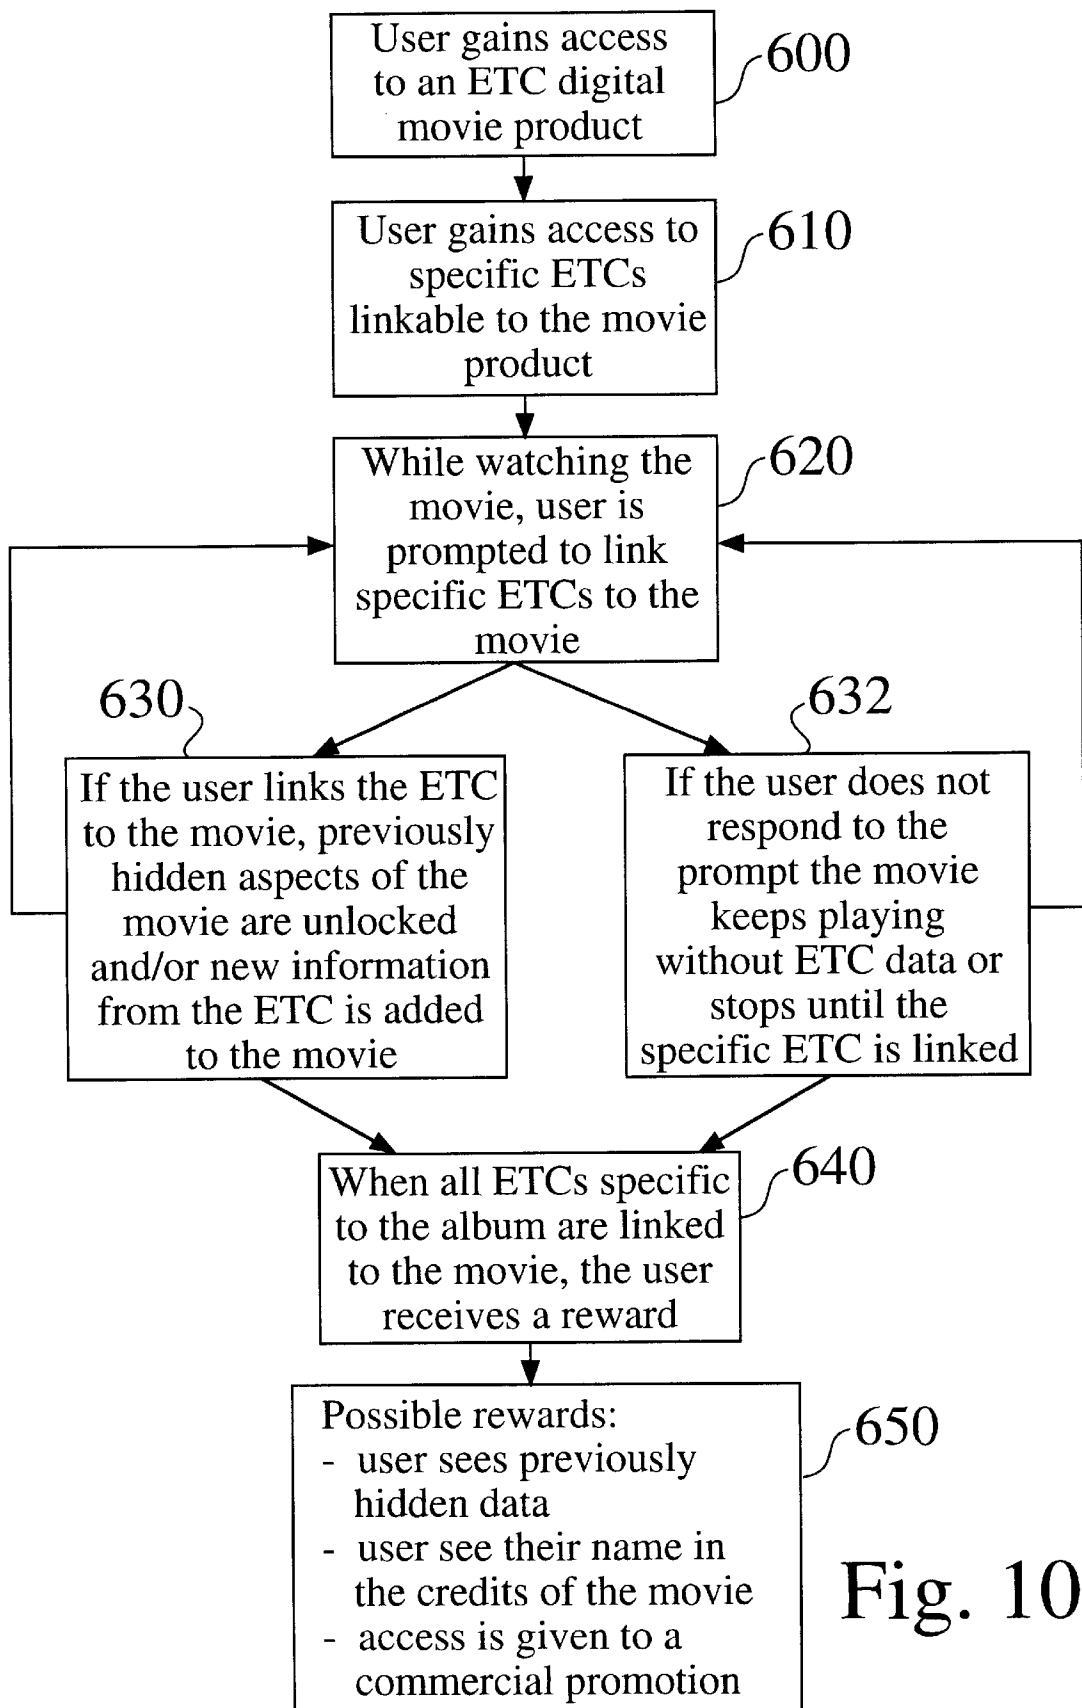 User gains access
to an ETC digital
movie product
600
User gains access to
specific ETCs
linkable to the movie
product
610
While watching the
movie, user is
prompted to link
specific ETCs to the
movie
620
630
If the user links the ETC
to the movie, previously
hidden aspects of the
movie are unlocked
and/or new information
from the ETC is added
to the movie
632
If the user does not
respond to the
prompt the movie
keeps playing
without ETC data or
stops until the
specific ETC is linked
When all ETCs specific
to the album are linked
to the movie, the user
receives a reward
640
Possible rewards:
- user sees previously
hidden data
- user see their name in
the credits of the movie
- access is given to a
commercial promotion
650
Fig. 10